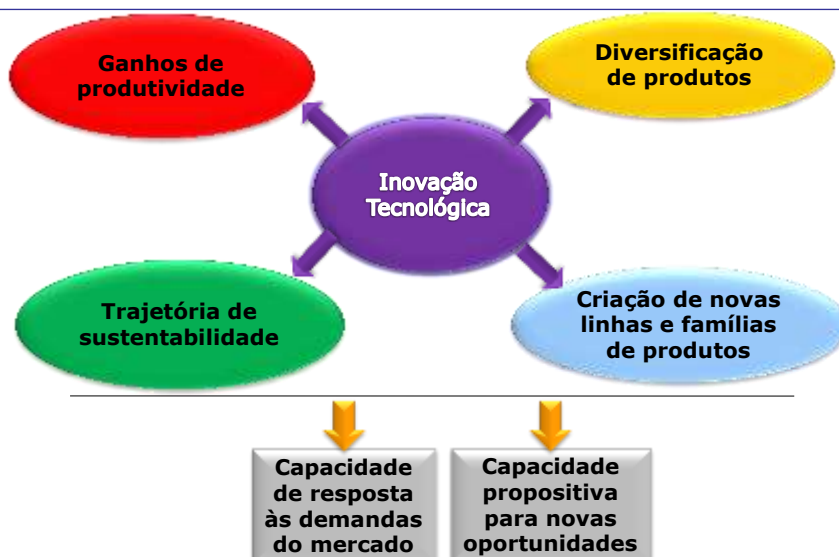 Ganhos de
produtividade
Diversificação
de produtos
Inovação
Tecnológica
Trajetória de
sustentabilidade
Criação de novas
linhas e famílias
de produtos
Capacidade
de resposta
às demandas
do mercado
Capacidade
propositiva
para novas
oportunidades